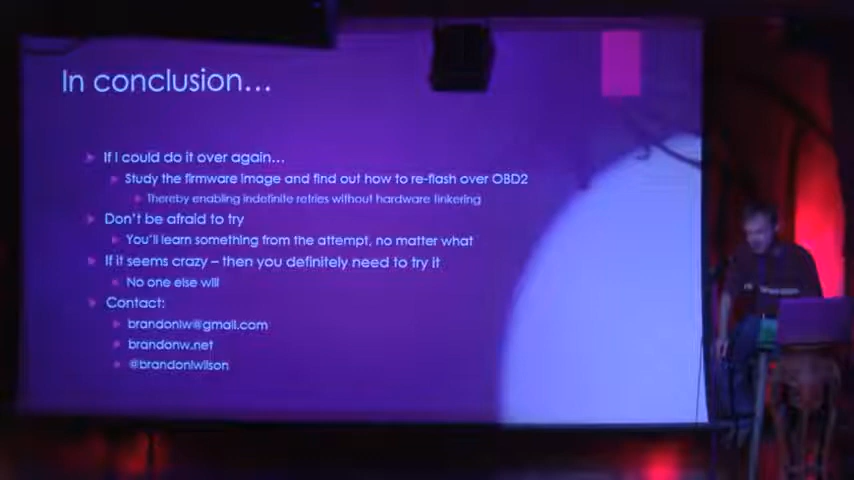 In conclusion...
If I could do it over again...
Study the firmware image and find out how to re-flash over OBD2
Thereby enabling indefinite retries without hardware tinkering
Don't be afraid to try
You'll learn something from the attempt, no matter what
If it seems crazy – then you definitely need to try it
No one else will
Contact:
brandonlw@gmail.com
brandonw.net
@brandonlwilson